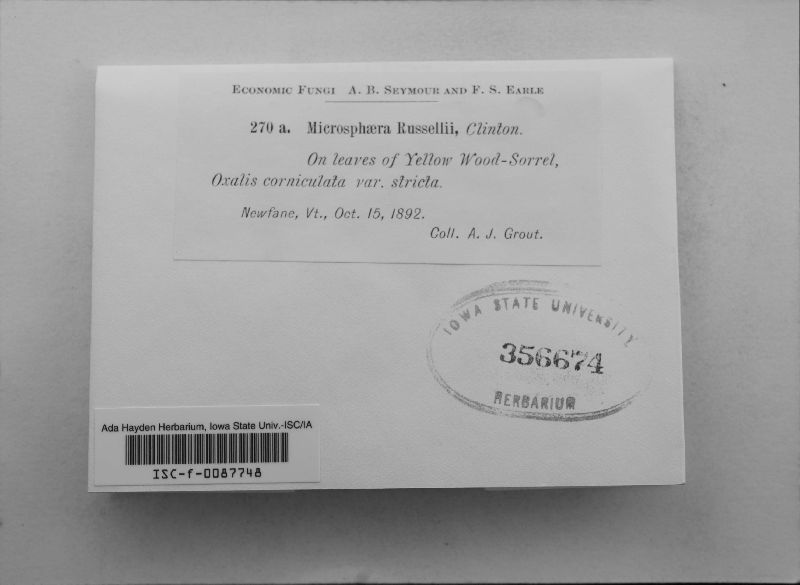 ECONOMIC FUNGI A. B. SEYMOUR AND F. S. EARLE
270 a. Microsphæra Russellii, Clinton.
On leaves of Yellow Wood-Sorrel,
Oxalis corniculata var. stricta.
Newfane, Vt., Oct. 15, 1892.
Coll. A. J. Grout.
IOWA STATE UNIVERSITY
356674
HERBARIUM
Ada Hayden Herbarium, Iowa State Univ.-ISC/IA
ISC-f-0087748